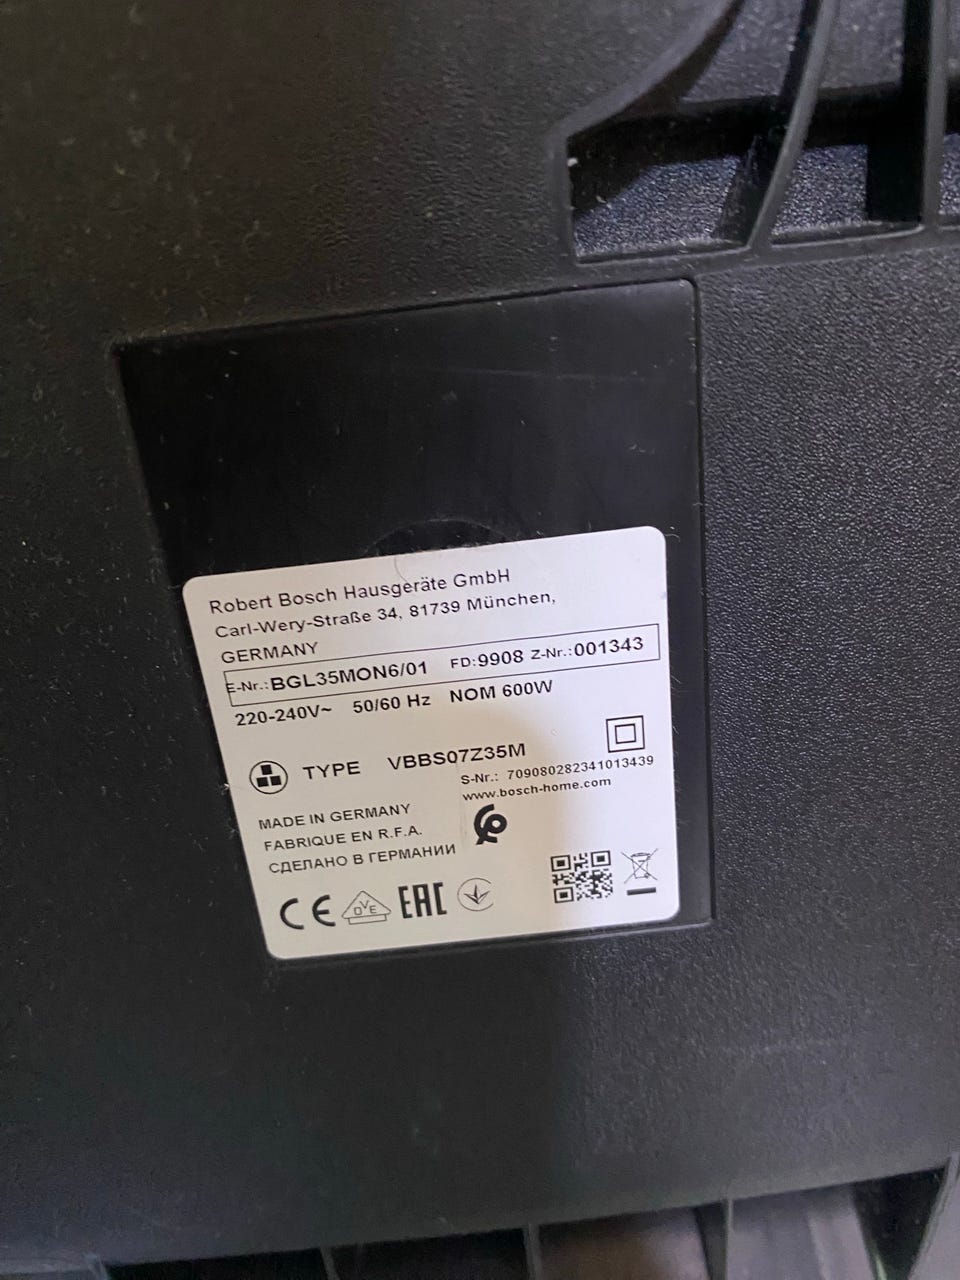 Robert Bosch Hausgeräte GmbH
Carl-Wery-Straße 34, 81739 München,
GERMANY
E-Nr.: BGL35MON6/01 FD: 9908 Z-Nr.: 001343
220-240V~ 50/60 Hz NOM 600W
TYPE VBBS07Z35M
S-Nr.: 709080282341013439
www.bosch-home.com
MADE IN GERMANY
FABRIQUE EN R.F.A.
СДЕЛАНО В ГЕРМАНИИ
CE DVE EAC